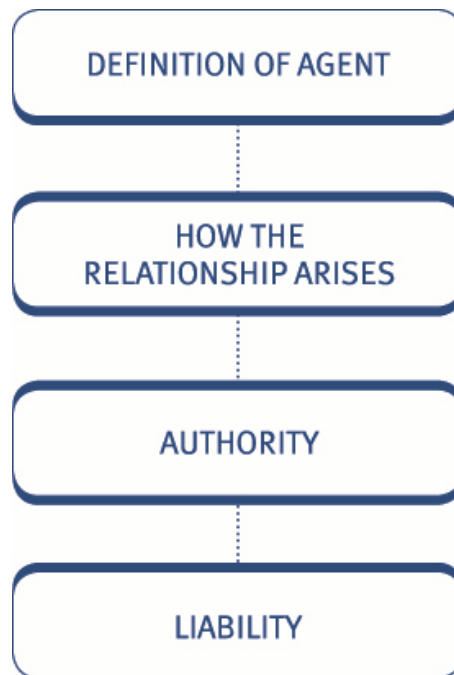 DEFINITION OF AGENT
HOW THE
RELATIONSHIP ARISES
AUTHORITY
LIABILITY